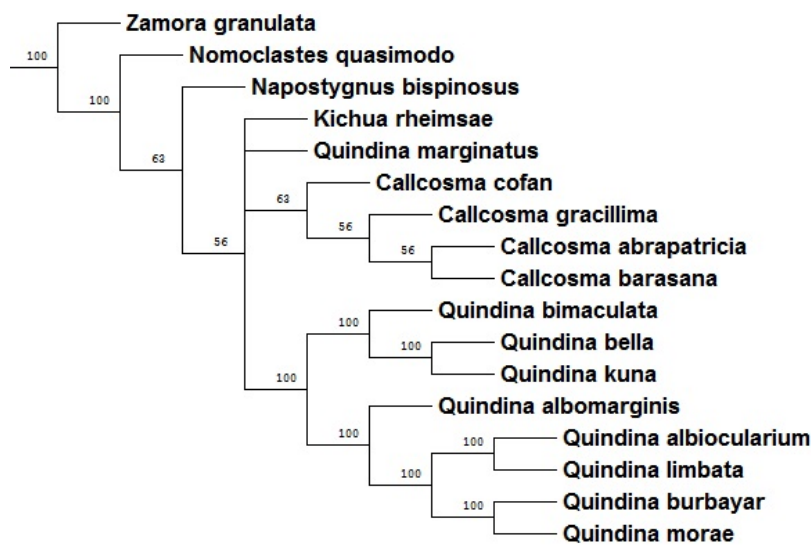 Zamora granulata
100
Nomoclastes quasimodo
100
Napostygnus bispinosus
Kichua rheimsae
Quindina marginatus
63
Callcosma cofan
63
Callcosma gracillima
56
Callcosma abrapatricia
56
56
Callcosma barasana
Quindina bimaculata
100
Quindina bella
100
Quindina kuna
100
Quindina albomarginis
100
Quindina albiocularium
100
Quindina limbata
100
Quindina burbayar
100
Quindina morae